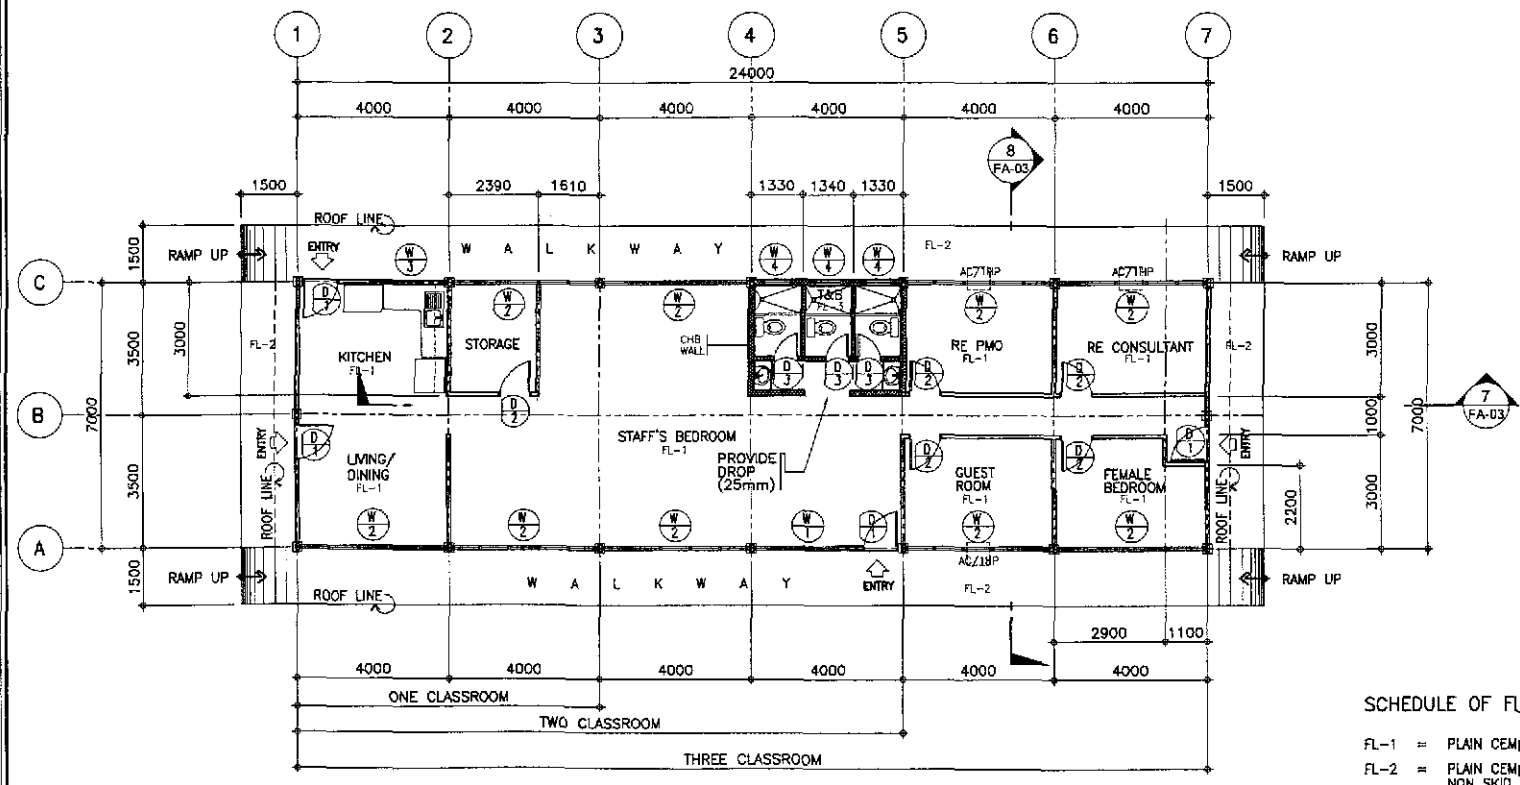 1 2 3 4 5 6 7
24000
4000 4000 4000 4000 4000 4000
8
FA-03
1500 2390 1610 1330 1340 1330 1500
ROOF LINE
RAMP UP ENTRY W 3 W A L K W A Y W 4 W 4 W 4 FL-2 RAMP UP
1500
C
D 1 W 2 W 2 T&B W 2 W 2
3000 3500 3000
FL-2 KITCHEN FL-1 STORAGE CHB WALL RE PMO FL-1 RE CONSULTANT FL-1 FL-2
D 3 D 3 D 3 D 2 D 2
D 2
7
FA-03
B
7000 1000 7000
ENTRY D 1 STAFF'S BEDROOM FL-1 D 2 D 2 D 1 ENTRY
LIVING/
DINING
FL-1
PROVIDE
DROP
(25mm)
GUEST
ROOM
FL-1
FEMALE
BEDROOM
FL-1
3500 ROOF LINE ROOF LINE 2200 3000
W 2 W 2 W 2 W 1 D 1 W 2 W 2
A
1500 RAMP UP W A L K W A Y ENTRY FL-2 RAMP UP
ROOF LINE
2900 1100
4000 4000 4000 4000 4000 4000
ONE CLASSROOM
TWO CLASSROOM
THREE CLASSROOM
SCHEDULE OF
FL-1 = PLAIN
FL-2 = PLAIN
NON SKID